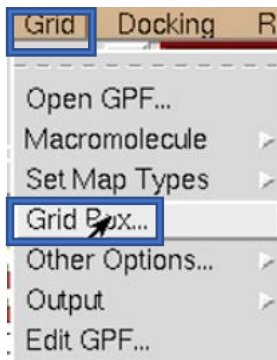 Grid Docking R
Open GPF...
Macromolecule
Set Map Types
Grid Box...
Other Options...
Output
Edit GPF...